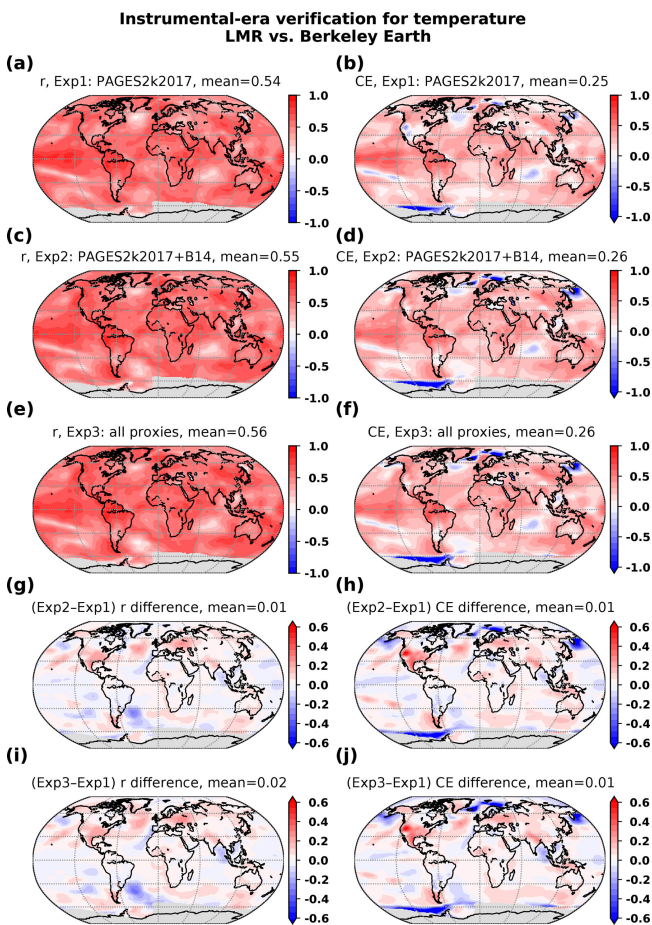 Instrumental-era verification for temperature
LMR vs. Berkeley Earth
(a)
r, Exp1: PAGES2k2017, mean=0.54
1.0
0.5
0.0
-0.5
-1.0
(b)
CE, Exp1: PAGES2k2017, mean=0.25
1.0
0.5
0.0
-0.5
-1.0
(c)
r, Exp2: PAGES2k2017+B14, mean=0.55
1.0
0.5
0.0
-0.5
-1.0
(d)
CE, Exp2: PAGES2k2017+B14, mean=0.26
1.0
0.5
0.0
-0.5
-1.0
(e)
r, Exp3: all proxies, mean=0.56
1.0
0.5
0.0
-0.5
-1.0
(f)
CE, Exp3: all proxies, mean=0.26
1.0
0.5
0.0
-0.5
-1.0
(g)
(Exp2–Exp1) r difference, mean=0.01
0.6
0.4
0.2
0.0
-0.2
-0.4
-0.6
(h)
(Exp2–Exp1) CE difference, mean=0.01
0.6
0.4
0.2
0.0
-0.2
-0.4
-0.6
(i)
(Exp3–Exp1) r difference, mean=0.02
0.6
0.4
0.2
0.0
-0.2
-0.4
-0.6
(j)
(Exp3–Exp1) CE difference, mean=0.01
0.6
0.4
0.2
0.0
-0.2
-0.4
-0.6